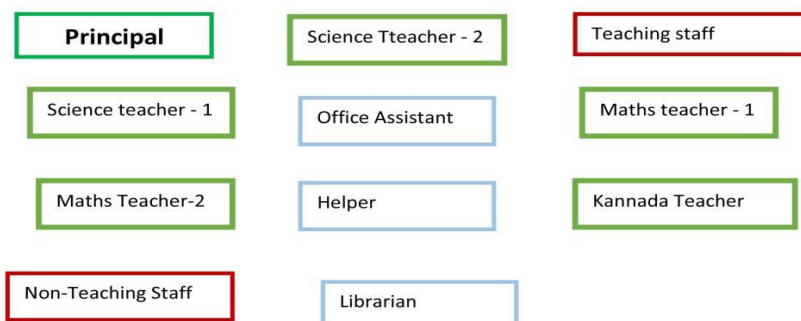 Principal
Science Tteacher - 2
Teaching staff
Science teacher - 1
Office Assistant
Maths teacher - 1
Maths Teacher-2
Helper
Kannada Teacher
Non-Teaching Staff
Librarian